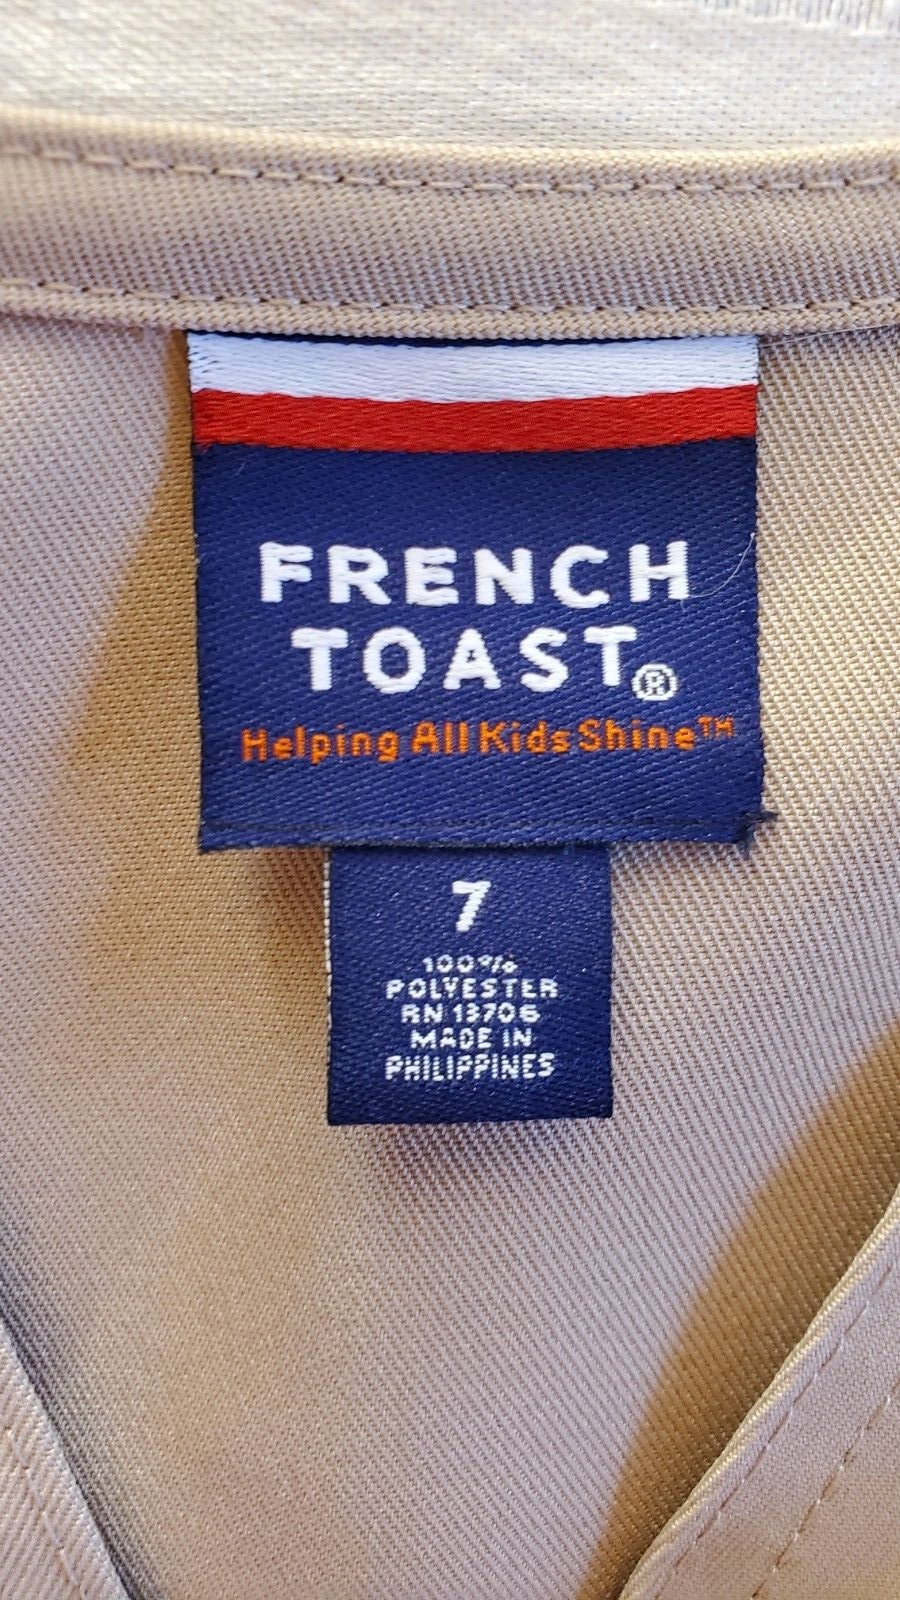 FRENCH
TOAST®
Helping All Kids Shine™
7
100%
POLYESTER
RN 13706
MADE IN
PHILIPPINES